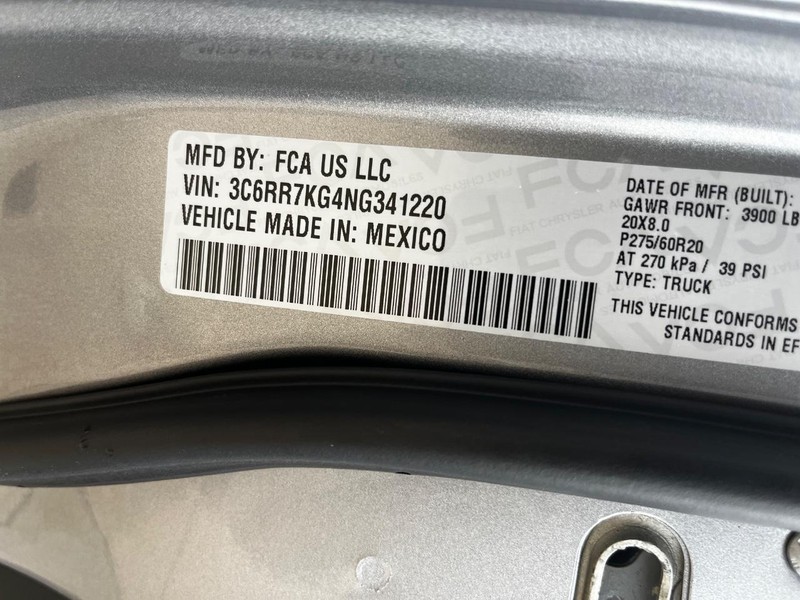 MFD BY: FCA US LLC
VIN: 3C6RR7KG4NG341220
VEHICLE MADE IN: MEXICO
DATE OF MFR (BUILT):
GAWR FRONT: 3900 LB
20X8.0
P275/60R20
AT 270 kPa / 39 PSI
TYPE: TRUCK
THIS VEHICLE CONFORMS
STANDARDS IN EF